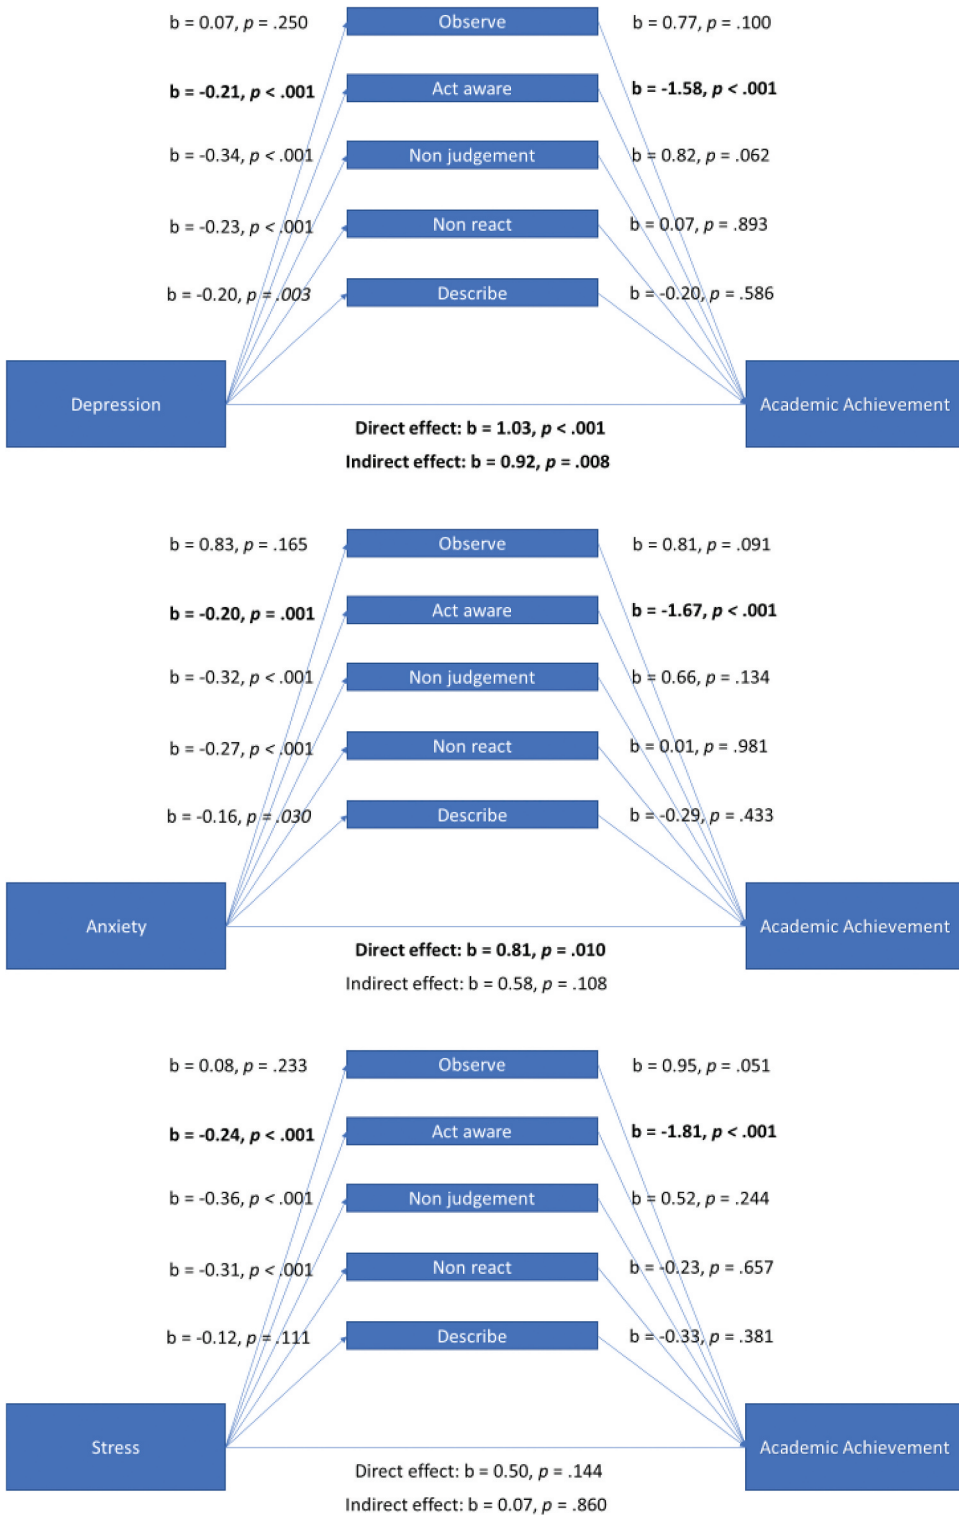 b = 0.07, p = .250 Observe b = 0.77, p = .100
b = -0.21, p < .001 Act aware b = -1.58, p < .001
b = -0.34, p < .001 Non judgement b = 0.82, p = .062
b = -0.23, p < .001 Non react b = 0.07, p = .893
b = -0.20, p = .003 Describe b = -0.20, p = .586
Depression Academic Achievement
Direct effect: b = 1.03, p < .001
Indirect effect: b = 0.92, p = .008
b = 0.83, p = .165 Observe b = 0.81, p = .091
b = -0.20, p = .001 Act aware b = -1.67, p < .001
b = -0.32, p < .001 Non judgement b = 0.66, p = .134
b = -0.27, p < .001 Non react b = 0.01, p = .981
b = -0.16, p = .030 Describe b = -0.29, p = .433
Anxiety Academic Achievement
Direct effect: b = 0.81, p = .010
Indirect effect: b = 0.58, p = .108
b = 0.08, p = .233 Observe b = 0.95, p = .051
b = -0.24, p < .001 Act aware b = -1.81, p < .001
b = -0.36, p < .001 Non judgement b = 0.52, p = .244
b = -0.31, p < .001 Non react b = -0.23, p = .657
b = -0.12, p = .111 Describe b = -0.33, p = .381
Stress Academic Achievement
Direct effect: b = 0.50, p = .144
Indirect effect: b = 0.07, p = .860